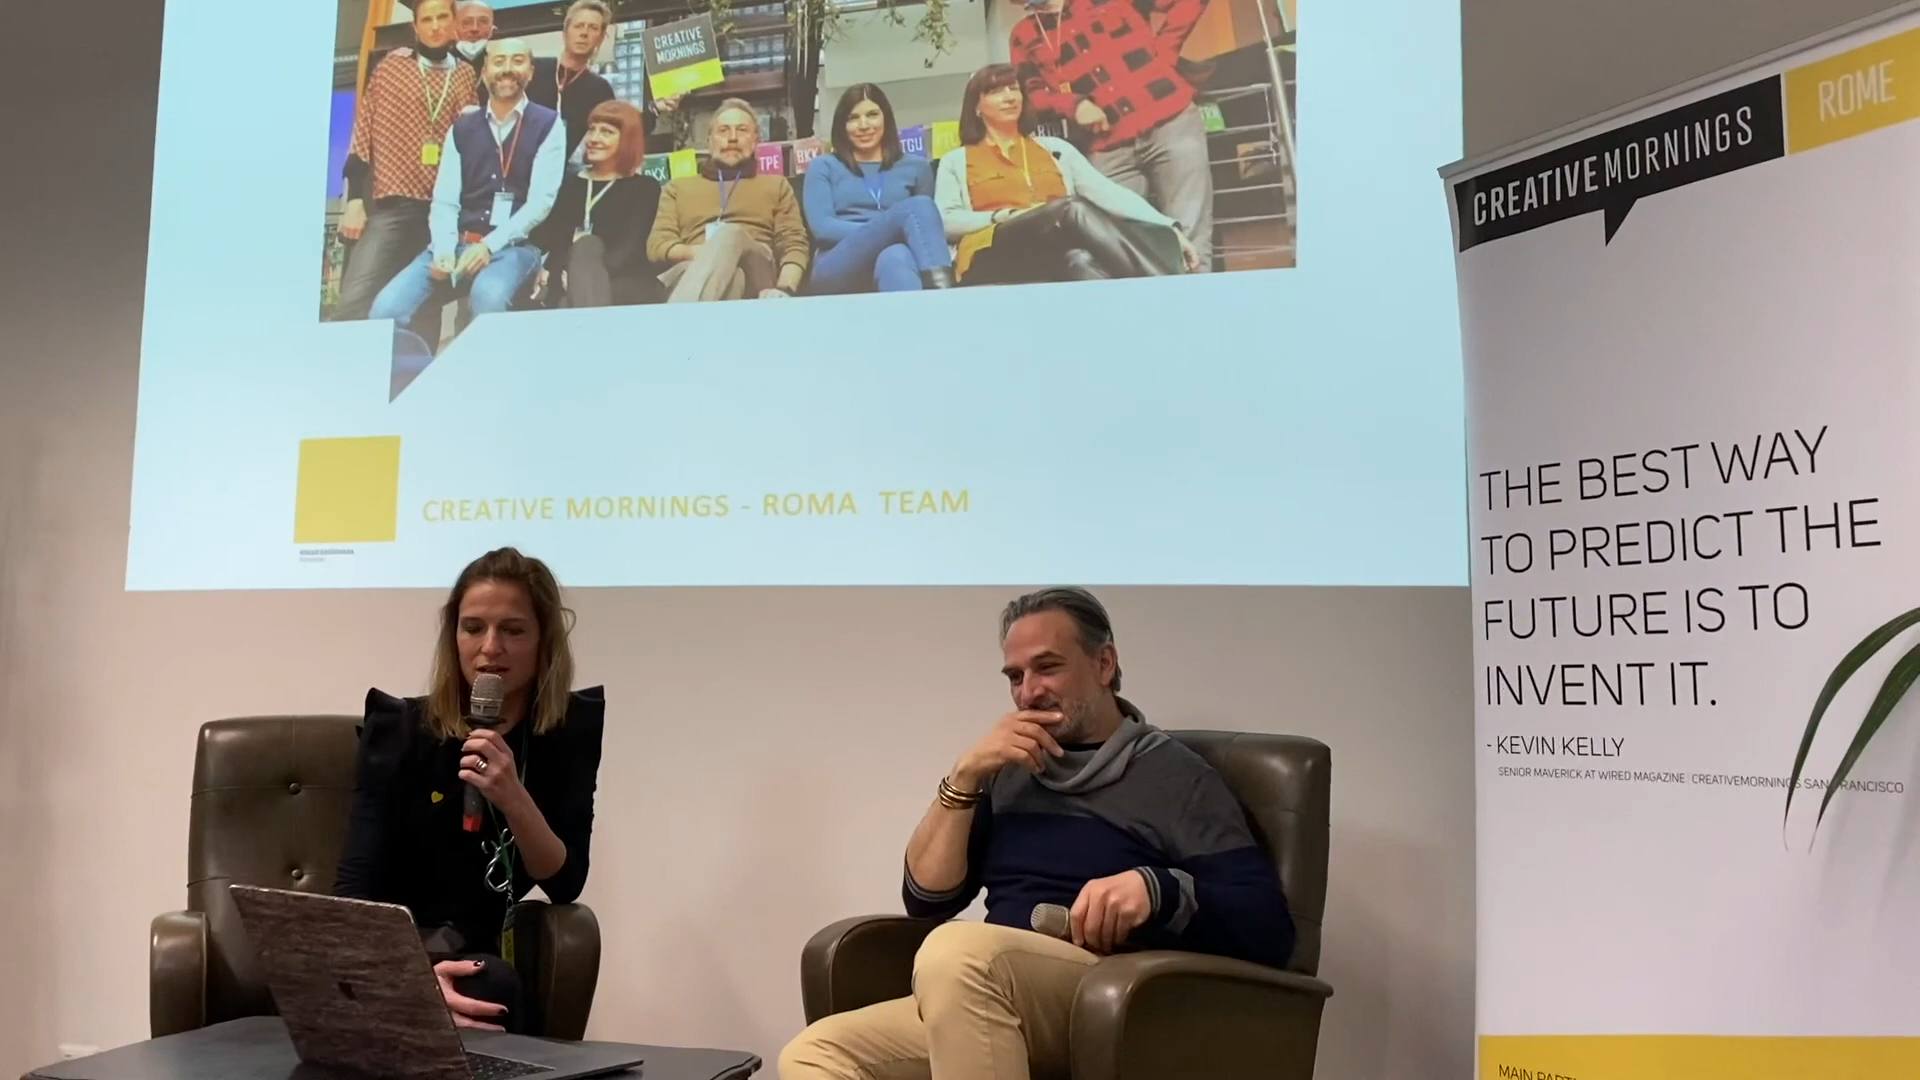 CREATIVE
MORNINGS
TPE
BKK
TGU
CREATIVE MORNINGS - ROMA TEAM
CREATIVEMORNINGS
ROME
THE BEST WAY
TO PREDICT THE
FUTURE IS TO
INVENT IT.
- KEVIN KELLY
SENIOR MAVERICK AT WIRED MAGAZINE | CREATIVEMORNINGS SAN FRANCISCO